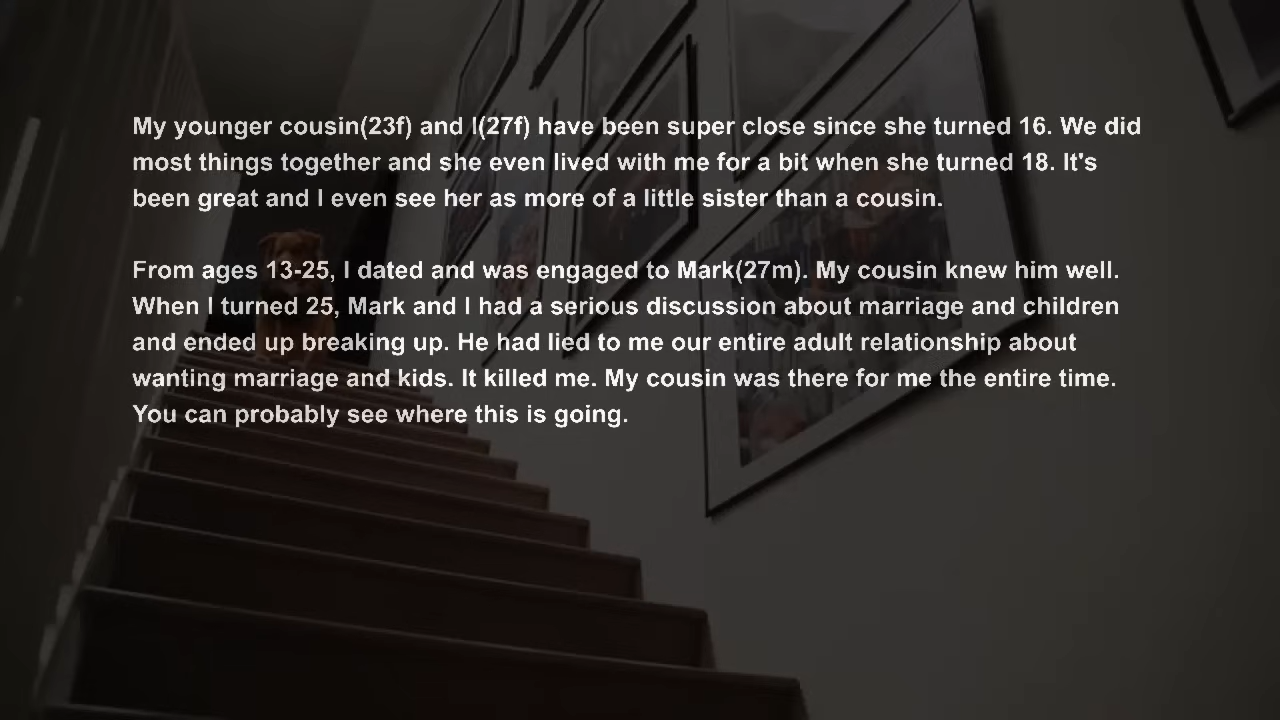 My younger cousin(23f) and I(27f) have been super close since she turned 16. We did
most things together and she even lived with me for a bit when she turned 18. It's
been great and I even see her as more of a little sister than a cousin.
From ages 13-25, I dated and was engaged to Mark(27m). My cousin knew him well.
When I turned 25, Mark and I had a serious discussion about marriage and children
and ended up breaking up. He had lied to me our entire adult relationship about
wanting marriage and kids. It killed me. My cousin was there for me the entire time.
You can probably see where this is going.